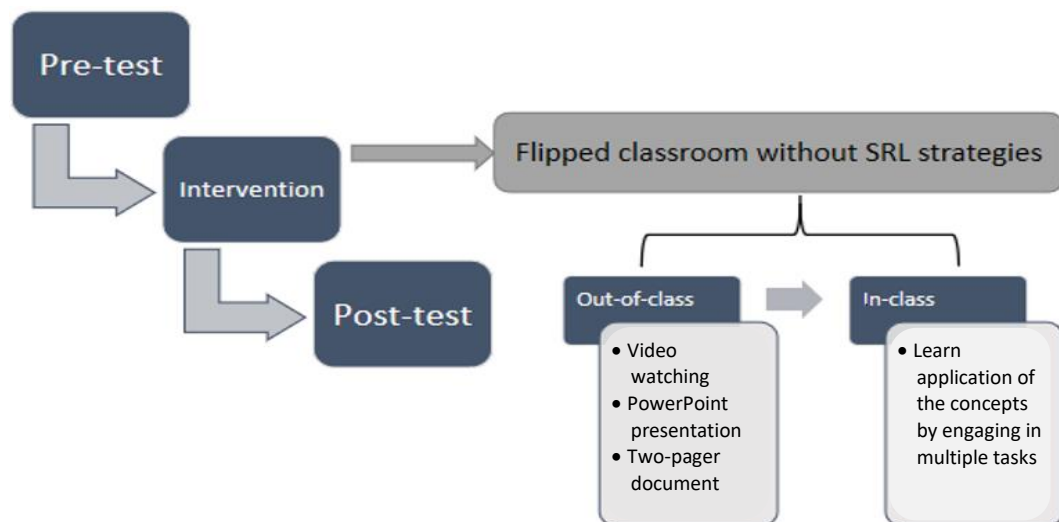 Pre-test
Intervention
Post-test
Flipped classroom without SRL strategies
Out-of-class
• Video
watching
• PowerPoint
presentation
• Two-pager
document
In-class
• Learn
application of
the concepts
by engaging in
multiple tasks